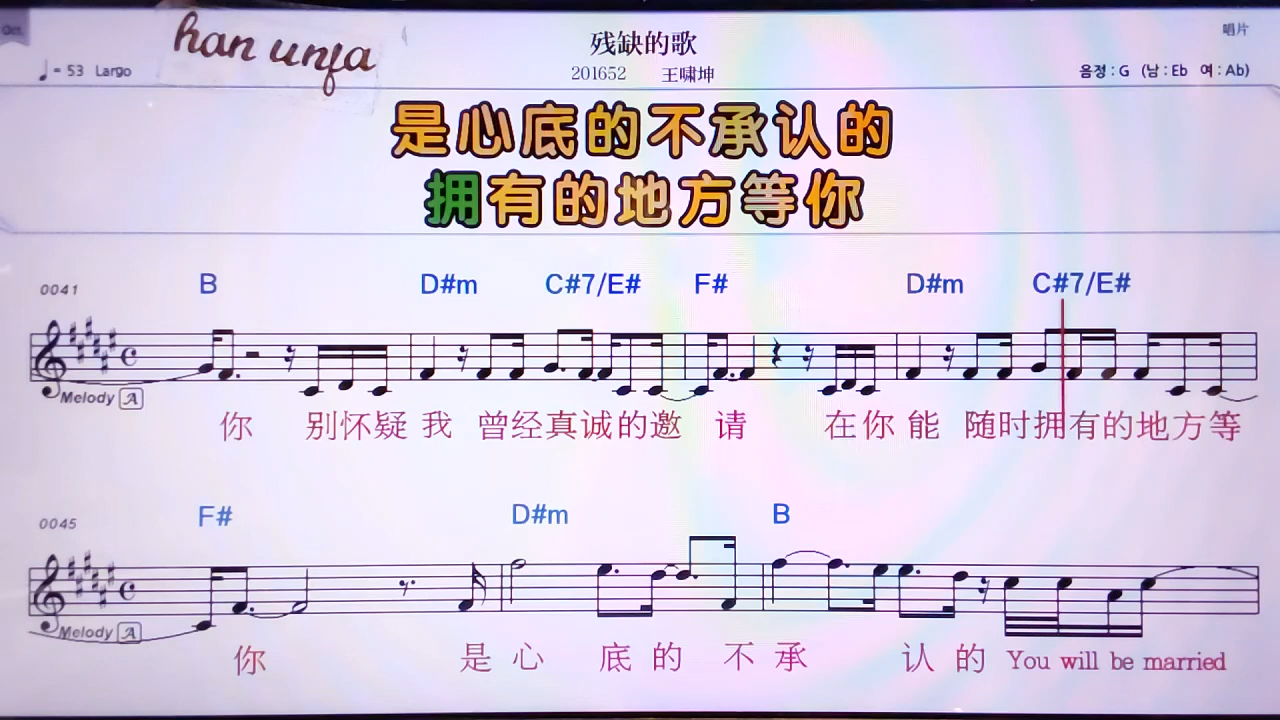 han unja
残缺的歌
唱片
♩= 53 Largo
201652 王啸坤
음정 : G (남 : Eb 여 : Ab)
是心底的不承认的
拥有的地方等你
0041 B D#m C#7/E# F# D#m C#7/E#
Melody A
你 别怀疑我 曾经真诚的邀 请 在你能 随时拥有的地方等
0045 F# D#m B
Melody A
你 是心 底的 不承 认的 You will be married